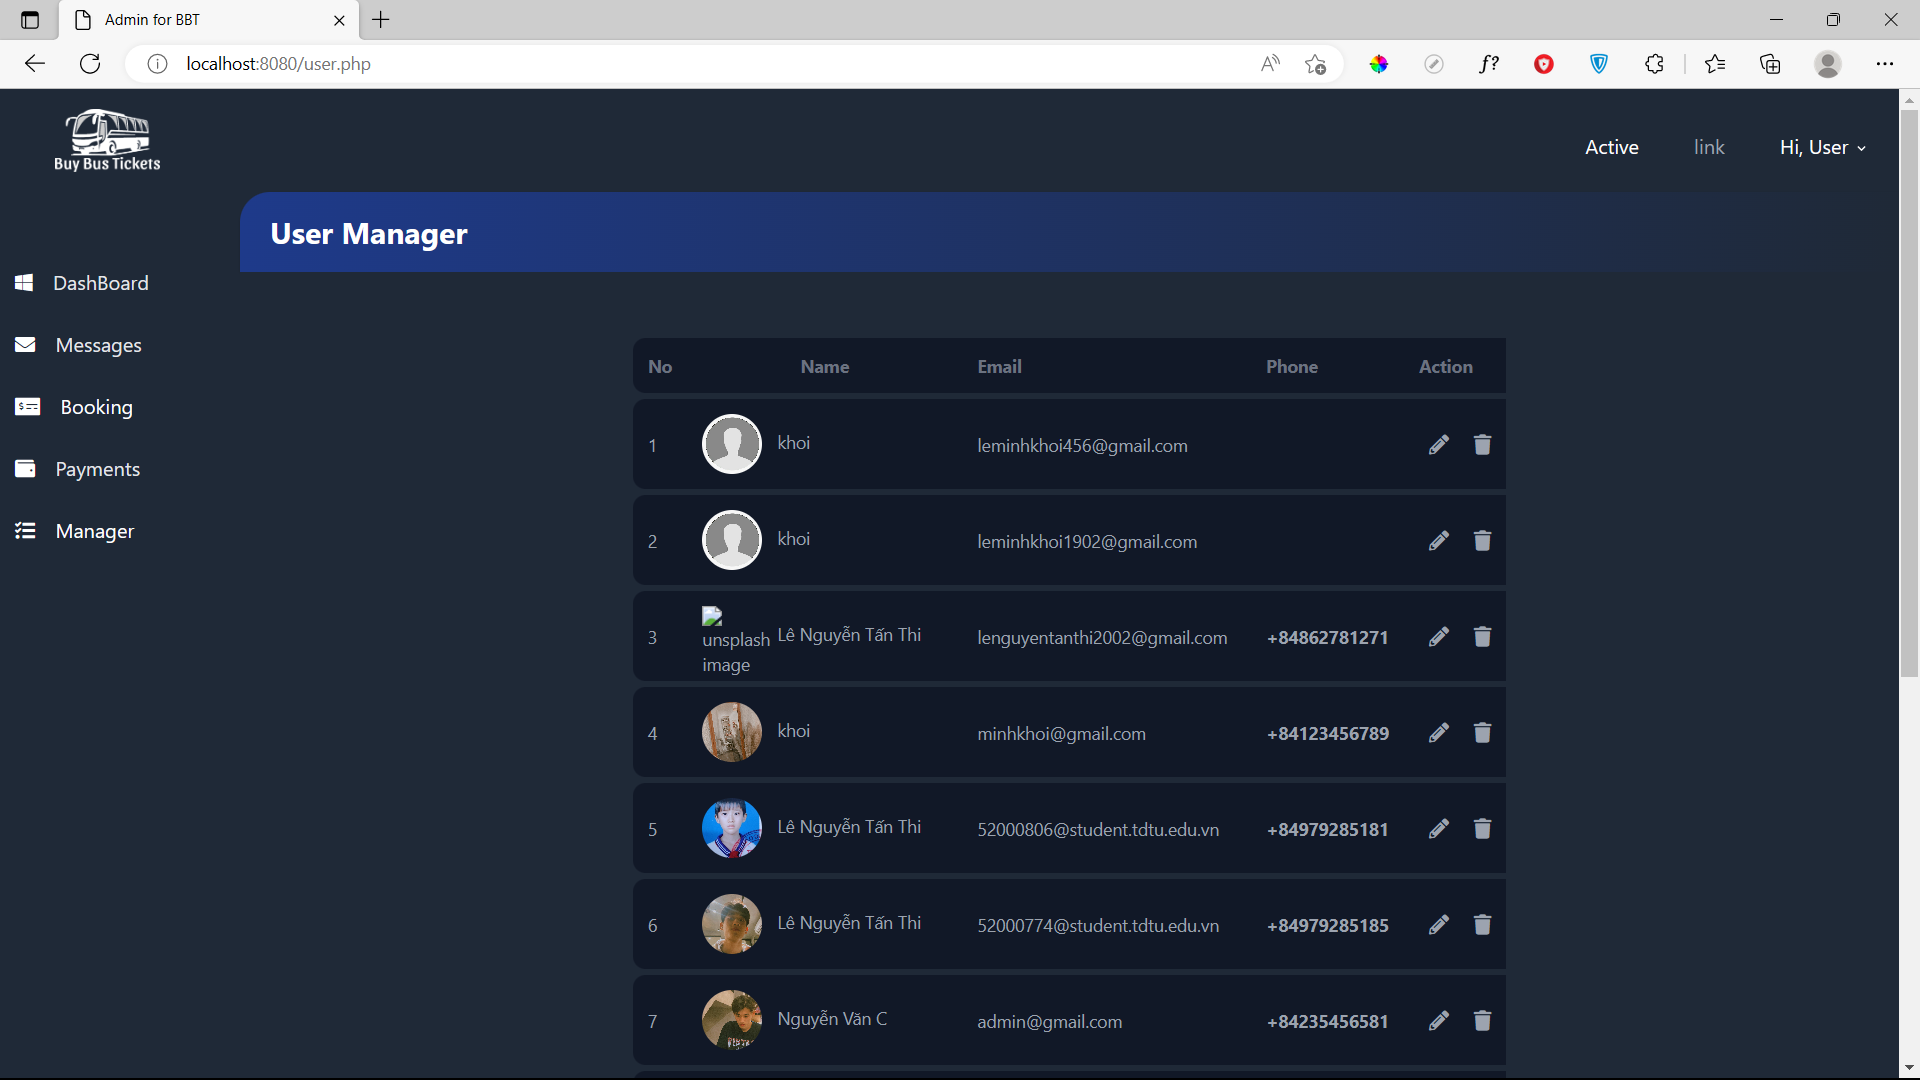 Admin for BBT
localhost:8080/user.php
Buy Bus Tickets
Active
link
Hi, User
User Manager
DashBoard
Messages
Booking
Payments
Manager
No Name Email Phone Action
1 khoi leminhkhoi456@gmail.com
2 khoi leminhkhoi1902@gmail.com
3 unsplash image Lê Nguyễn Tấn Thi lenguyentanthi2002@gmail.com +84862781271
4 khoi minhkhoi@gmail.com +84123456789
5 Lê Nguyễn Tấn Thi 52000806@student.tdtu.edu.vn +84979285181
6 Lê Nguyễn Tấn Thi 52000774@student.tdtu.edu.vn +84979285185
7 Nguyễn Văn C admin@gmail.com +84235456581